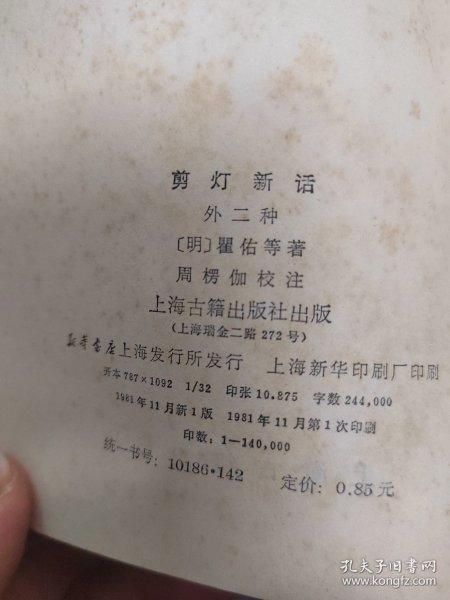 剪灯新话
外二种
〔明〕瞿佑等著
周楞伽校注
上海古籍出版社出版
(上海瑞金二路272号)
新华书店上海发行所发行 上海新华印刷厂印刷
开本787×1092 1/32 印张10.875 字数244,000
1981年11月新1版 1981年11月第1次印刷
印数：1—140,000
统一书号：10186·142 定价：0.85元
孔夫子旧书网
www.kongfz.com